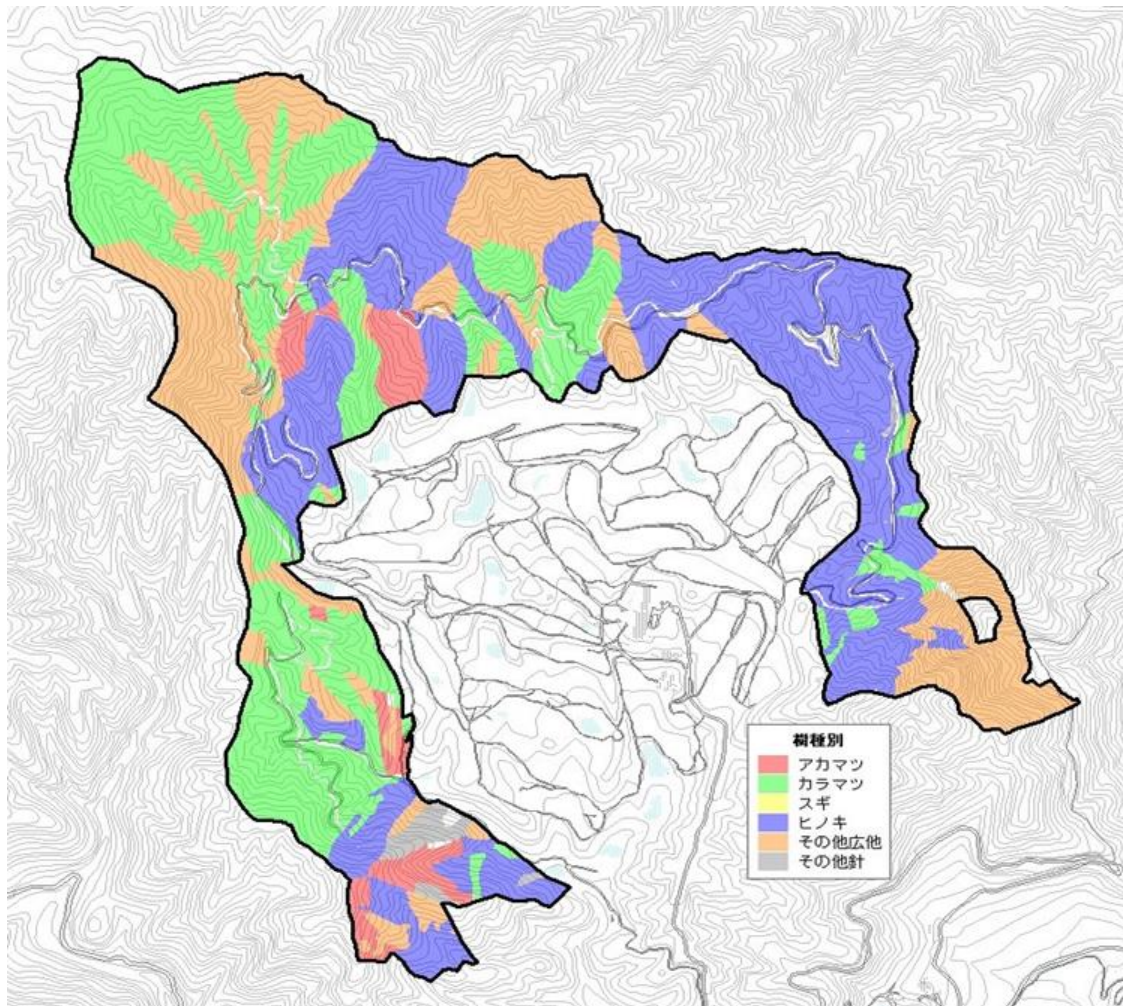 樹種別
アカマツ
カラマツ
スギ
ヒノキ
その他広他
その他針